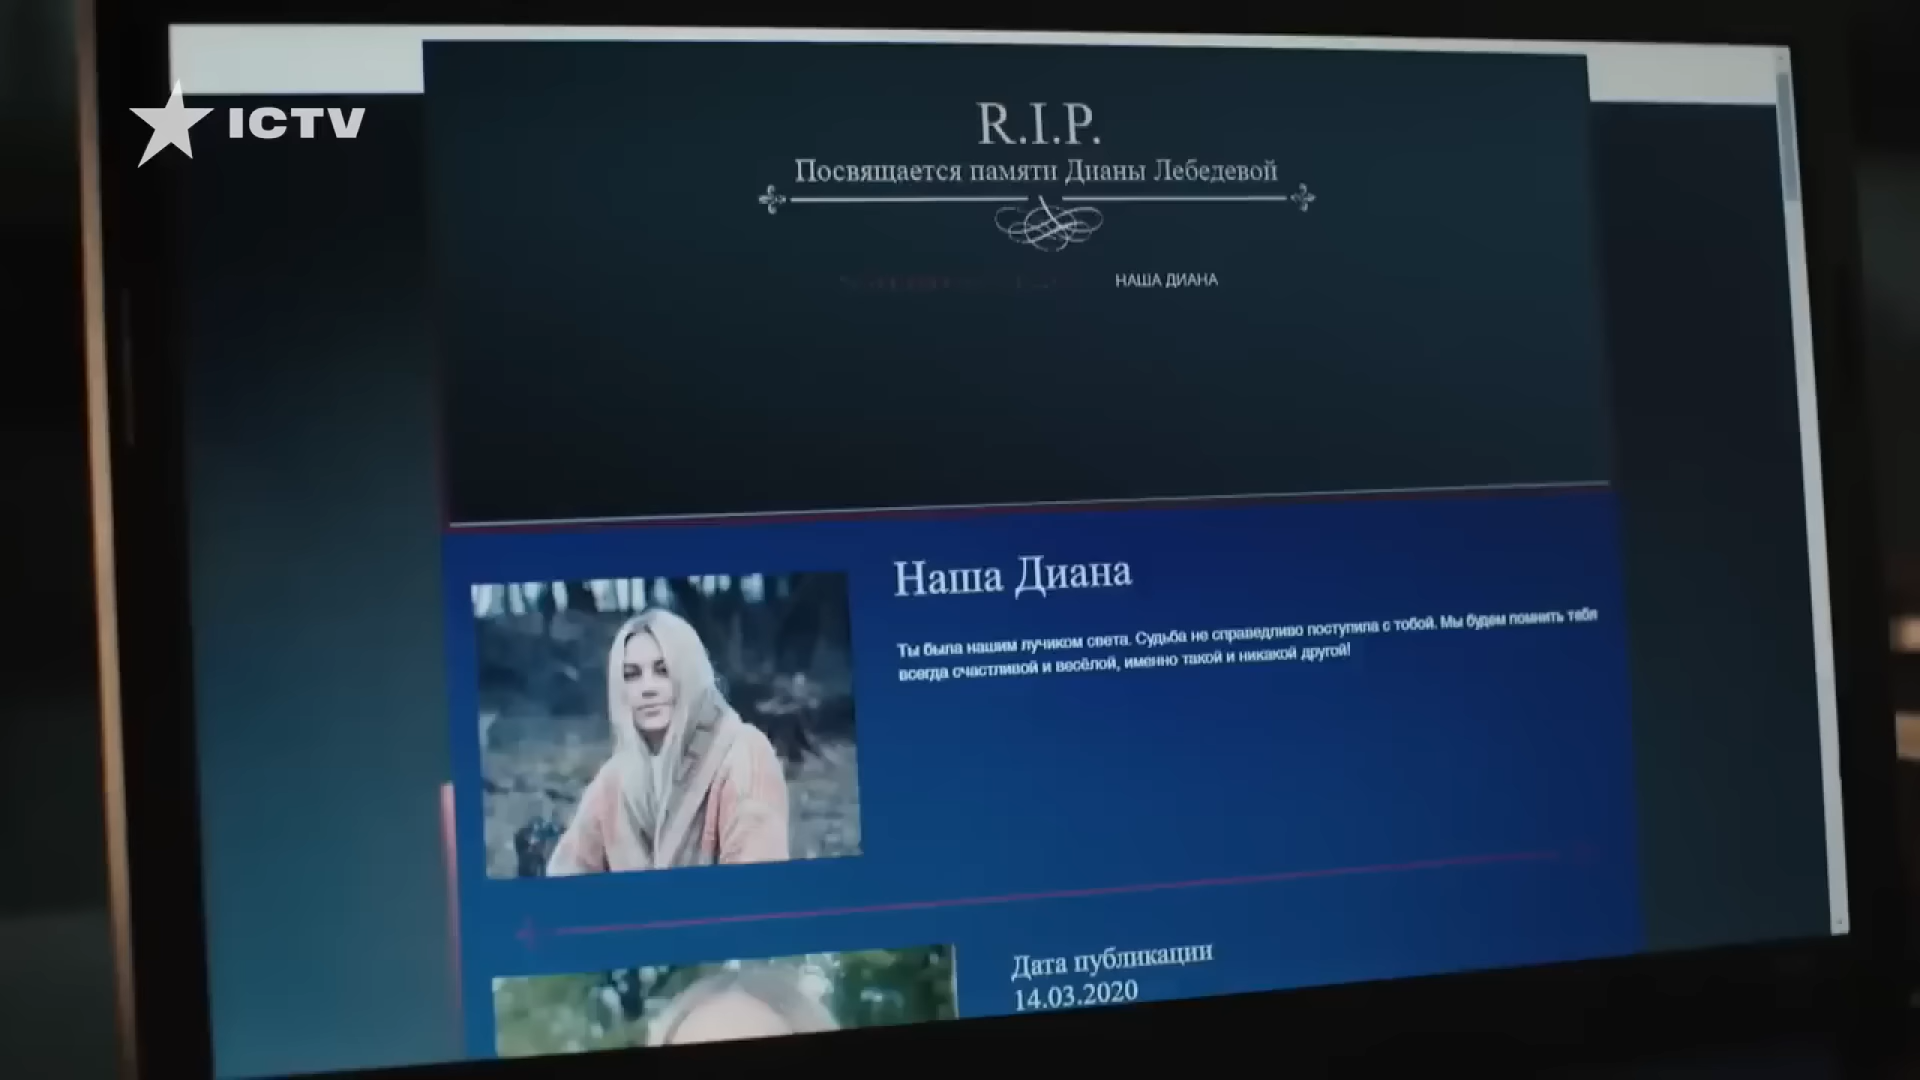 ICTV
R.I.P.
Посвящается памяти Дианы Лебедевой
НАША ДИАНА
Наша Диана
Ты была нашим лучиком света. Судьба не справедливо поступила с тобой. Мы будем помнить тебя
всегда счастливой и весёлой, именно такой и никакой другой!
Дата публикации
14.03.2020